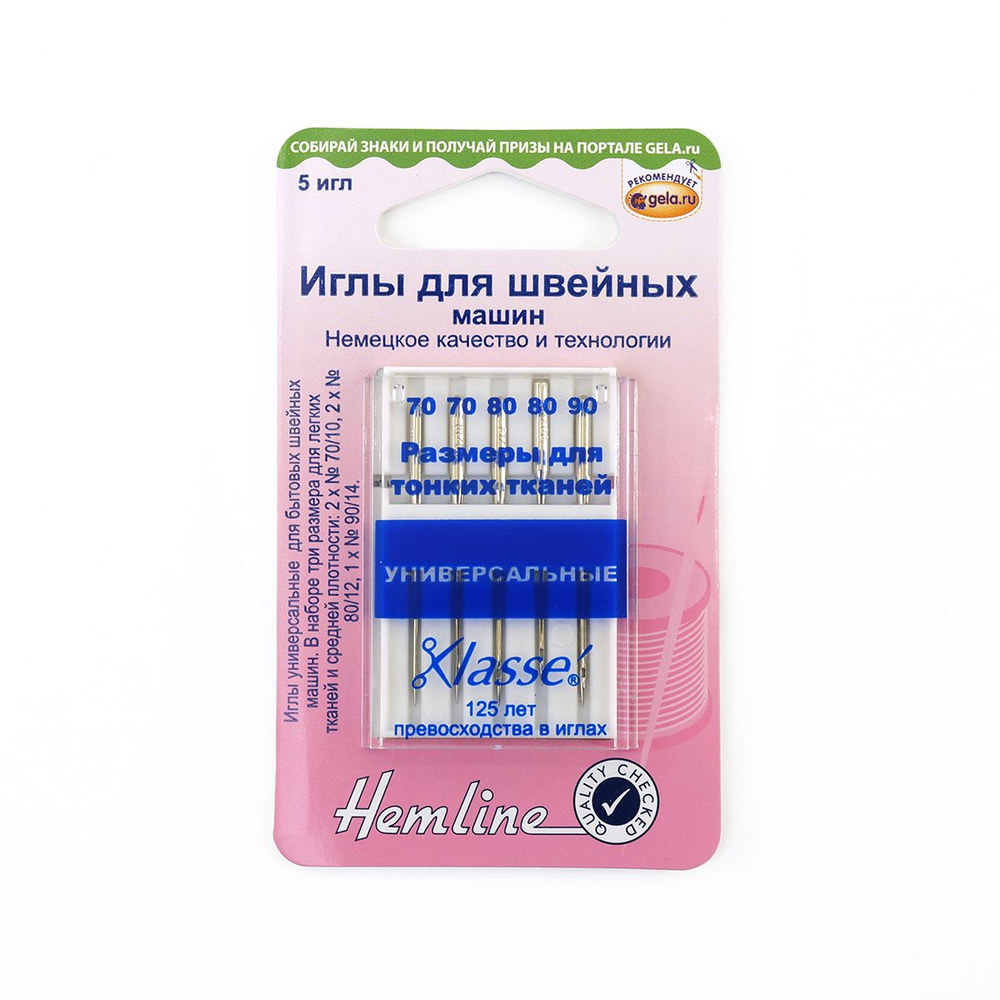 СОБИРАЙ ЗНАКИ И ПОЛУЧАЙ ПРИЗЫ НА ПОРТАЛЕ GELA.ru
5 игл
РЕКОМЕНДУЕТ
gela.ru
Иглы для швейных
машин
Немецкое качество и технологии
Иглы универсальные для бытовых швейных
машин. В наборе три размера для легких
тканей и средней плотности: 2 x № 70/10, 2 x №
80/12, 1 x № 90/14.
70 70 80 80 90
Размеры для
тонких тканей
УНИВЕРСАЛЬНЫЕ
Klassé®
125 лет
превосходства в иглах
Hemline
QUALITY CHECKED